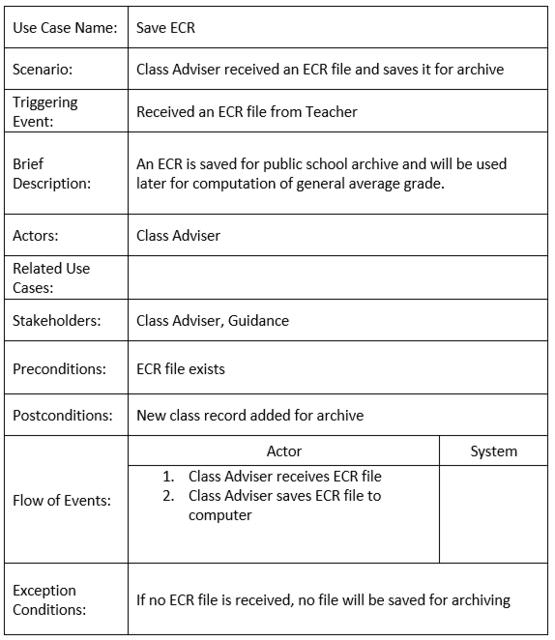 Use Case Name: Save ECR
Scenario: Class Adviser received an ECR file and saves it for archive
Triggering
Event:
Received an ECR file from Teacher
Brief
Description:
An ECR is saved for public school archive and will be used
later for computation of general average grade.
Actors: Class Adviser
Related Use
Cases:
Stakeholders: Class Adviser, Guidance
Preconditions: ECR file exists
Postconditions: New class record added for archive
Flow of Events:
Actor System
1. Class Adviser receives ECR file
2. Class Adviser saves ECR file to
computer
Exception
Conditions:
If no ECR file is received, no file will be saved for archiving